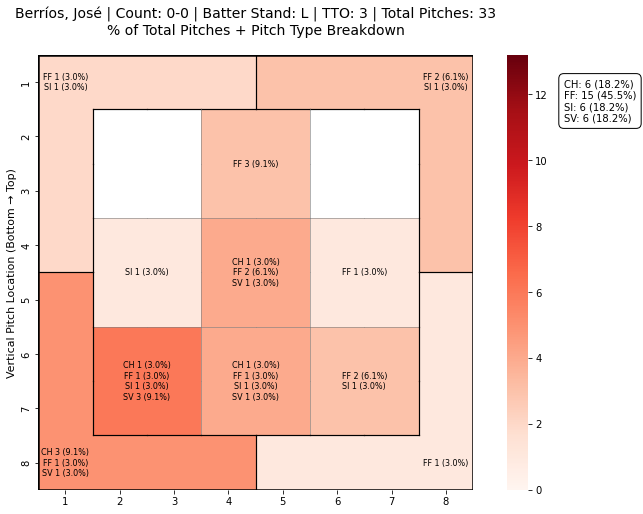 Berríos, José | Count: 0-0 | Batter Stand: L | TTO: 3 | Total Pitches: 33
% of Total Pitches + Pitch Type Breakdown
FF 1 (3.0%)
SI 1 (3.0%)
FF 2 (6.1%)
SI 1 (3.0%)
FF 3 (9.1%)
SI 1 (3.0%)
CH 1 (3.0%)
FF 2 (6.1%)
SV 1 (3.0%)
FF 1 (3.0%)
CH 1 (3.0%)
FF 1 (3.0%)
SI 1 (3.0%)
SV 3 (9.1%)
CH 1 (3.0%)
FF 1 (3.0%)
SI 1 (3.0%)
SV 1 (3.0%)
FF 2 (6.1%)
SI 1 (3.0%)
CH 3 (9.1%)
FF 1 (3.0%)
SV 1 (3.0%)
FF 1 (3.0%)
Vertical Pitch Location (Bottom → Top)
1
2
3
4
5
6
7
8
1
2
3
4
5
6
7
8
12
10
8
6
4
2
0
CH: 6 (18.2%)
FF: 15 (45.5%)
SI: 6 (18.2%)
SV: 6 (18.2%)